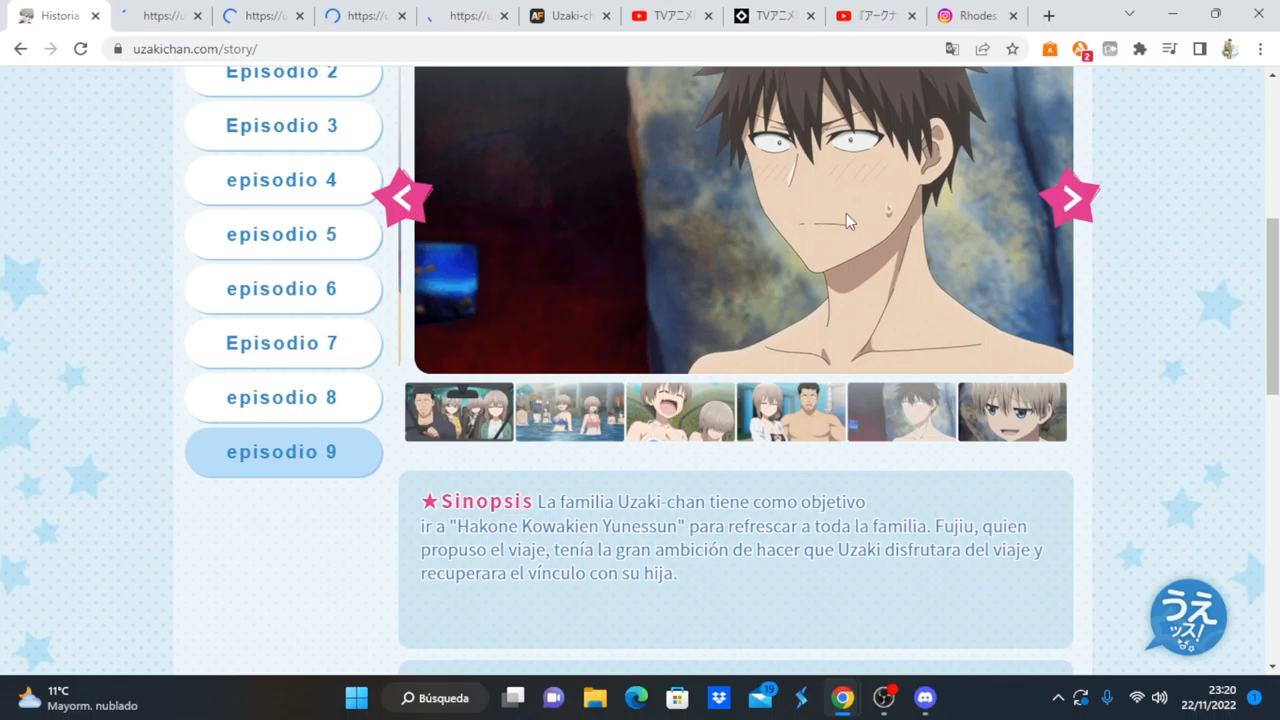 Historia
https://u
https://u
https://u
https://u
Uzaki-ch
TVアニメ
TVアニメ
『アークナ
Rhodes
uzakichan.com/story/
2
Episodio 2
Episodio 3
episodio 4
episodio 5
episodio 6
Episodio 7
episodio 8
episodio 9
★Sinopsis La familia Uzaki-chan tiene como objetivo
ir a "Hakone Kowakien Yunessun" para refrescar a toda la familia. Fujiu, quien
propuso el viaje, tenía la gran ambición de hacer que Uzaki disfrutara del viaje y
recuperara el vínculo con su hija.
うえ
ッス!
11°C
Mayorm. nublado
Búsqueda
19
23:20
22/11/2022
1